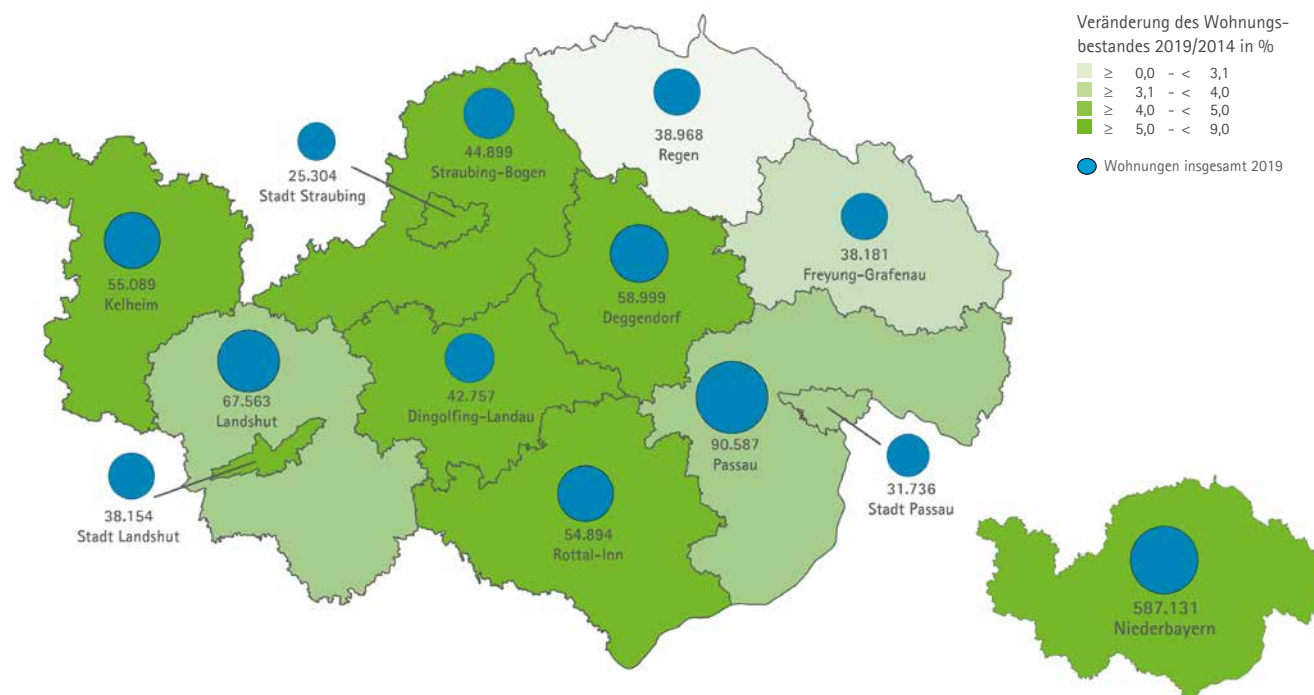 Veränderung des Wohnungs-
bestandes 2019/2014 in %
≥ 0,0 - < 3,1
≥ 3,1 - < 4,0
≥ 4,0 - < 5,0
≥ 5,0 - < 9,0
Wohnungen insgesamt 2019
38.968
Regen
44.899
Straubing-Bogen
25.304
Stadt Straubing
38.181
Freyung-Grafenau
55.089
Kelheim
58.999
Deggendorf
67.563
Landshut
42.757
Dingolfing-Landau
90.587
Passau
31.736
Stadt Passau
38.154
Stadt Landshut
54.894
Rottal-Inn
587.131
Niederbayern